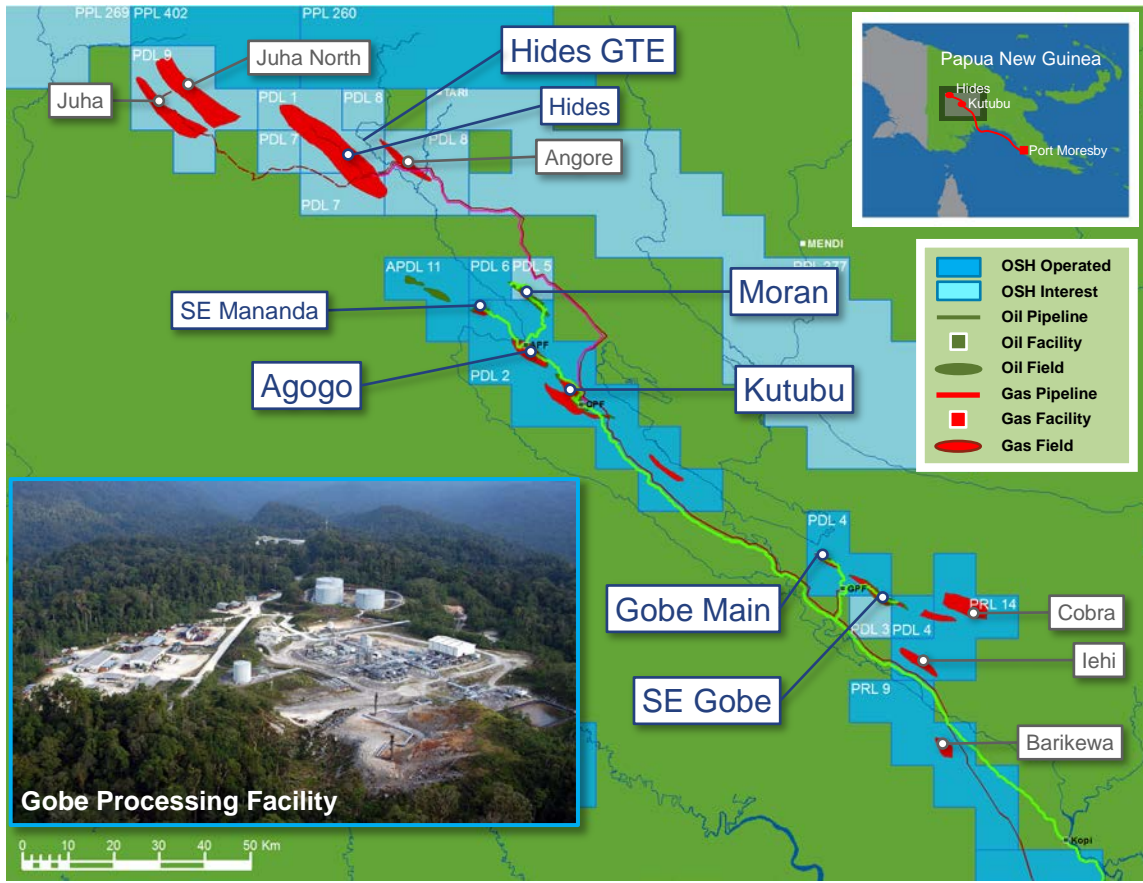 PPL 269
PPL 402
PPL 260
PDL 9
Juha North
Juha
Hides GTE
Hides
PDL 1
PDL 8
TARI
PDL 7
PDL 8
Angore
PDL 7
Papua New Guinea
Hides
Kutubu
Port Moresby
MENDI
APDL 11
PDL 6
PDL 5
SE Mananda
Moran
APF
Agogo
PDL 2
Kutubu
CPF
OSH Operated
OSH Interest
Oil Pipeline
Oil Facility
Oil Field
Gas Pipeline
Gas Facility
Gas Field
PDL 4
GPF
Gobe Main
PRL 14
Cobra
PDL 3
PDL 4
Iehi
SE Gobe
PRL 9
Barikewa
Kopi
Gobe Processing Facility
0 10 20 30 40 50 Km